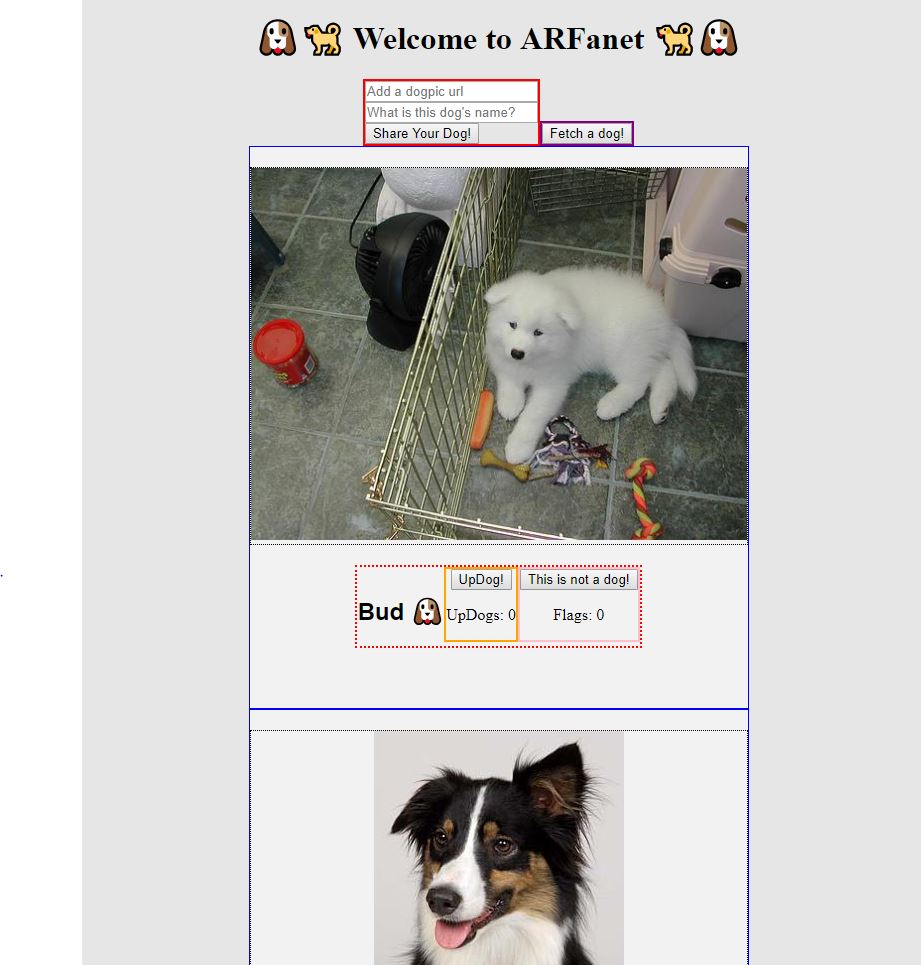 Welcome to ARFanet
Add a dogpic url
What is this dog's name?
Share Your Dog!
Fetch a dog!
UpDog!
This is not a dog!
Bud
UpDogs: 0
Flags: 0